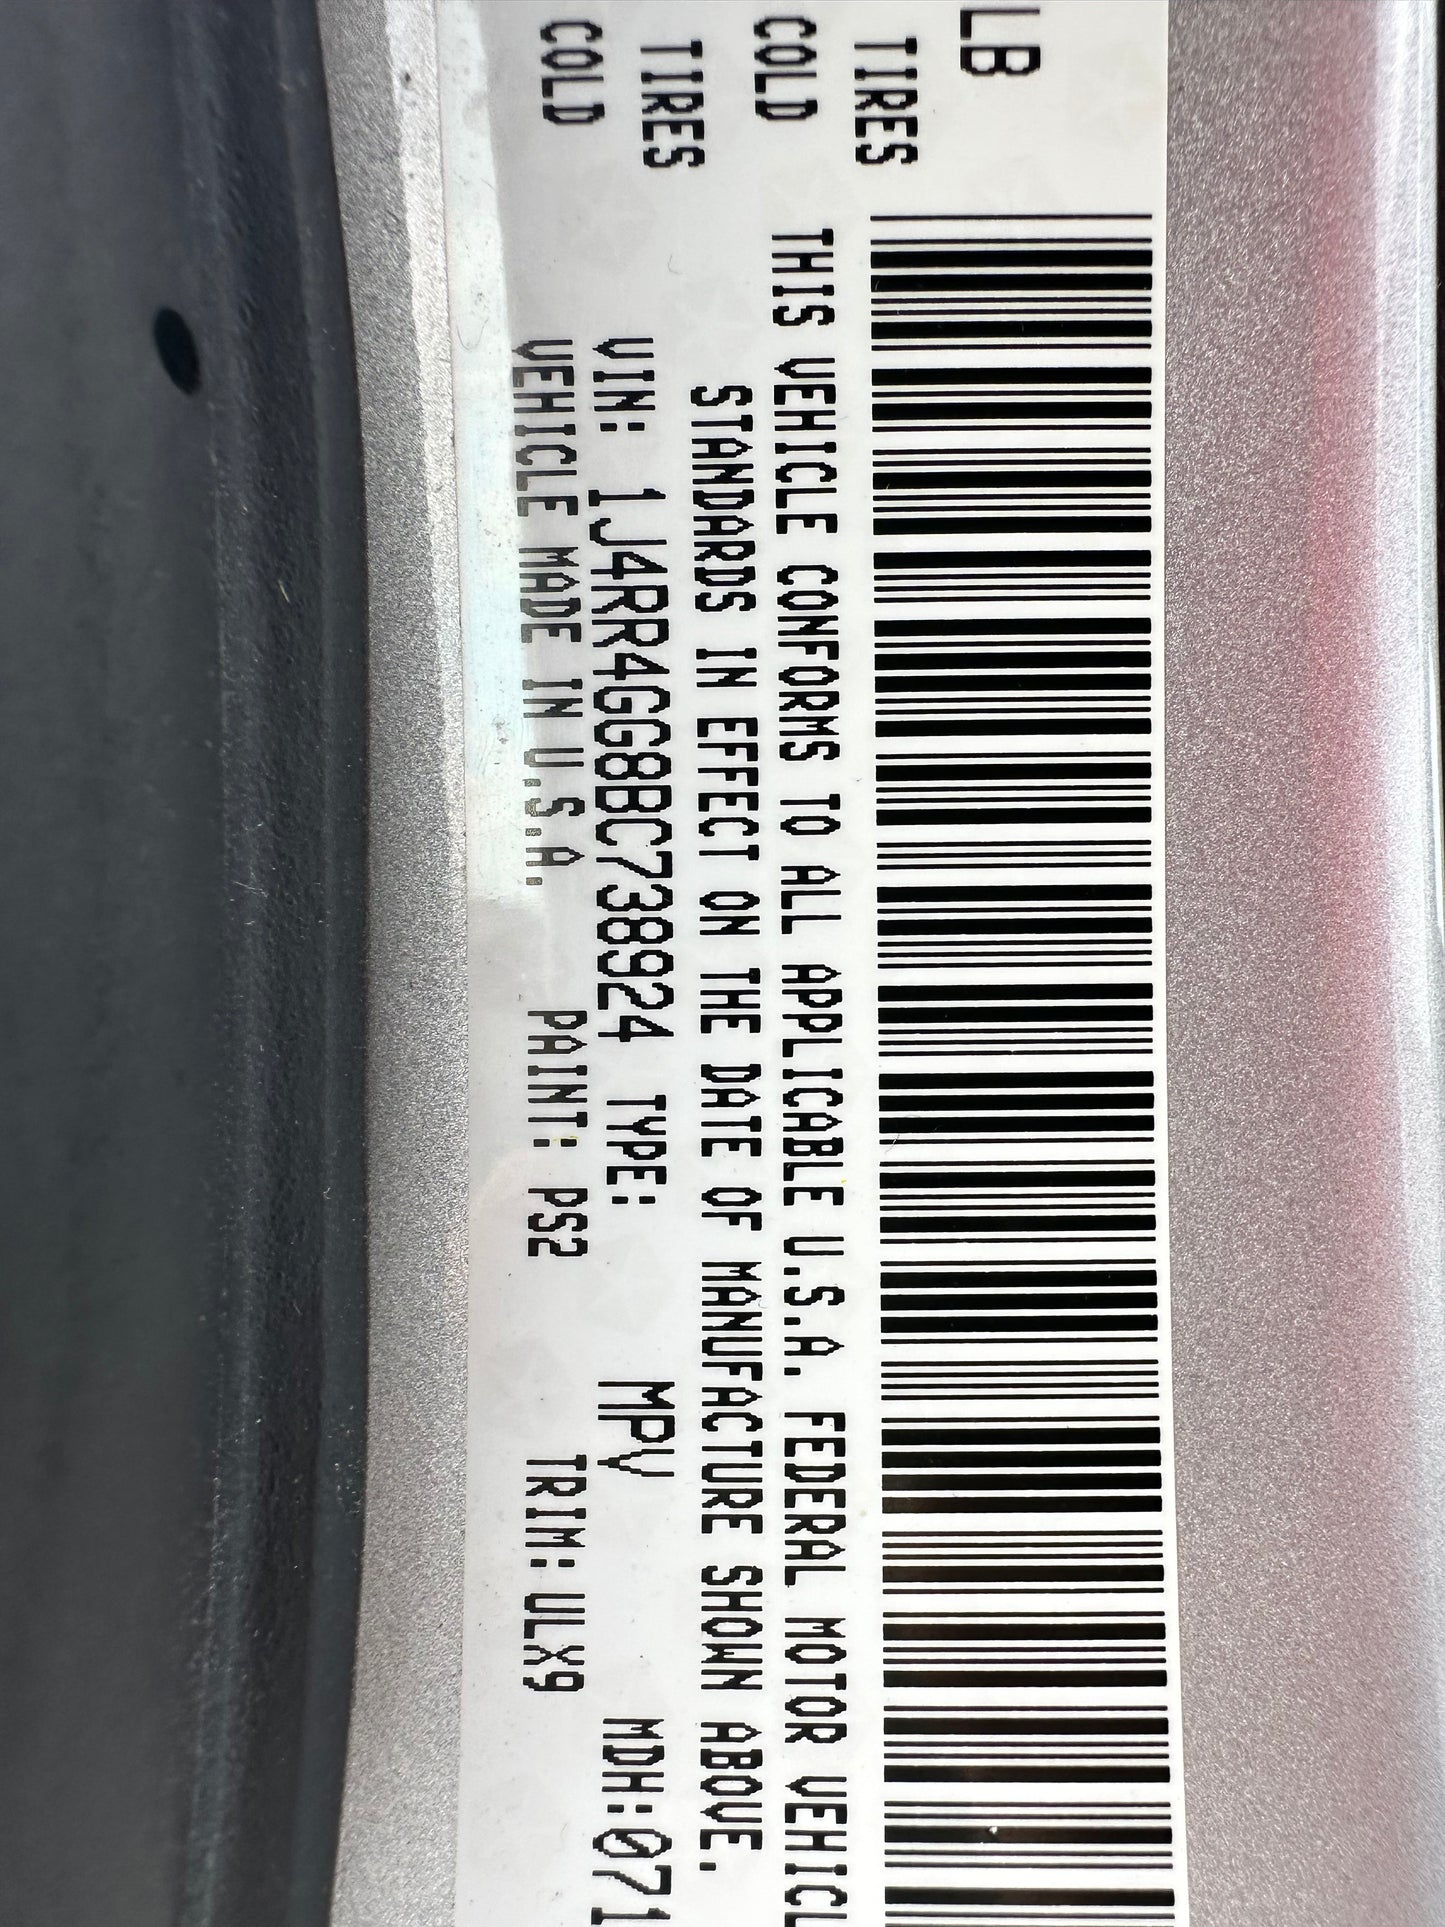 LB
TIRES
COLD
TIRES
COLD
THIS VEHICLE CONFORMS TO ALL APPLICABLE U.S.A. FEDERAL MOTOR VEHICL
STANDARDS IN EFFECT ON THE DATE OF MANUFACTURE SHOWN ABOVE.
VIN: 1J4RR4GG8BC738924 TYPE: MPV MDH:071
VEHICLE MADE IN U.S.A. PAINT: PS2 TRIM: ULX9